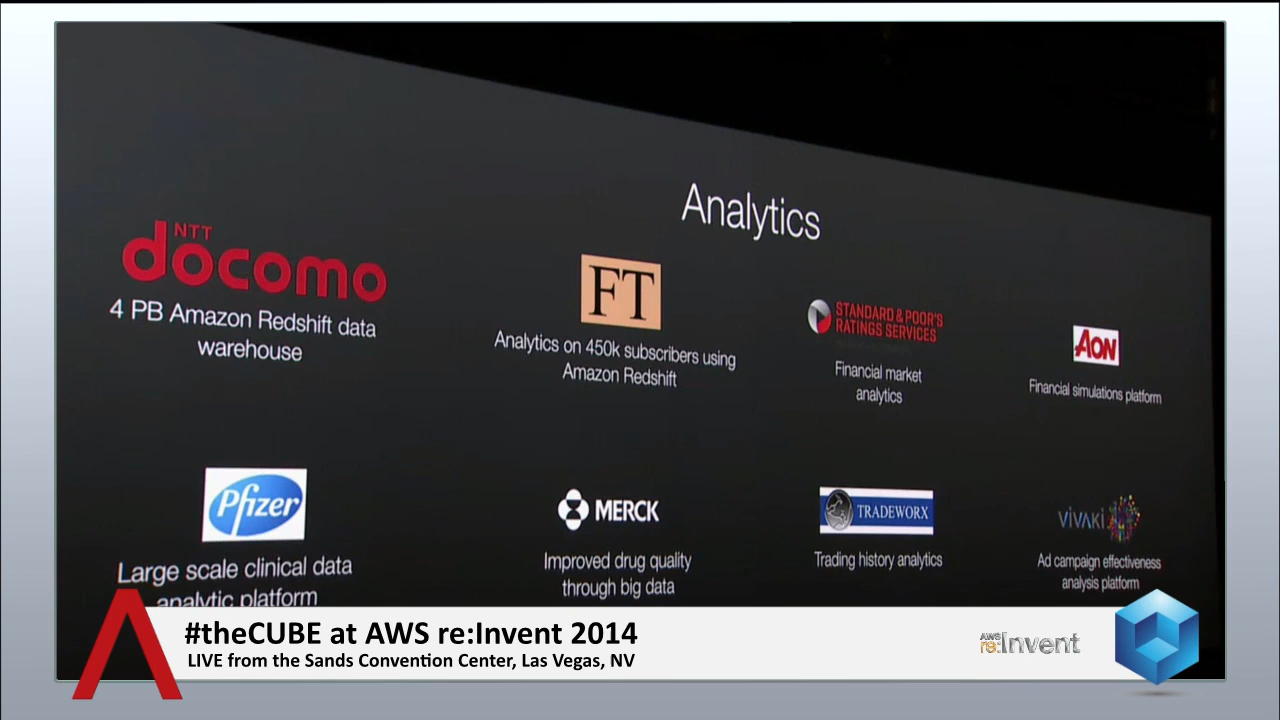 Analytics
NTT
docomo
4 PB Amazon Redshift data
warehouse
FT
Analytics on 450k subscribers using
Amazon Redshift
STANDARD & POOR'S
RATINGS SERVICES
Financial market
analytics
AON
Financial simulations platform
Pfizer
Large scale clinical data
analytic platform
MERCK
Improved drug quality
through big data
TRADEWORX
Trading history analytics
VIVAKI
Ad campaign effectiveness
analysis platform
#theCUBE at AWS re:Invent 2014
LIVE from the Sands Convention Center, Las Vegas, NV
AWS
re:Invent